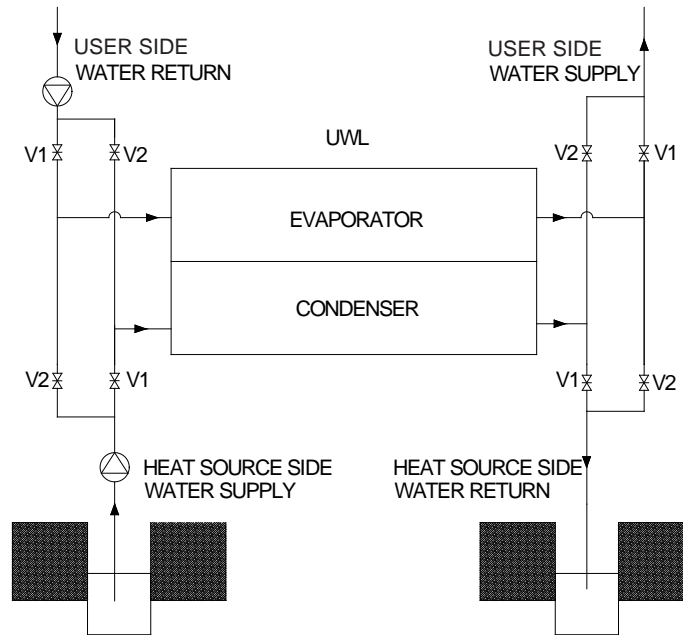 USER SIDE
WATER RETURN
USER SIDE
WATER SUPPLY
UWL
V1
V2
V2
V1
EVAPORATOR
CONDENSER
V2
V1
V1
V2
HEAT SOURCE SIDE
WATER SUPPLY
HEAT SOURCE SIDE
WATER RETURN